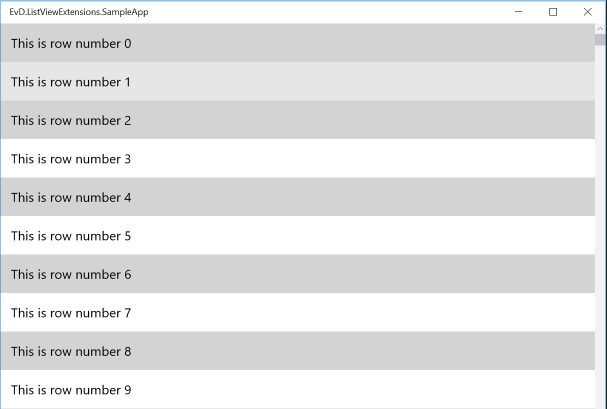 EvD.ListViewExtensions.SampleApp
This is row number 0
This is row number 1
This is row number 2
This is row number 3
This is row number 4
This is row number 5
This is row number 6
This is row number 7
This is row number 8
This is row number 9